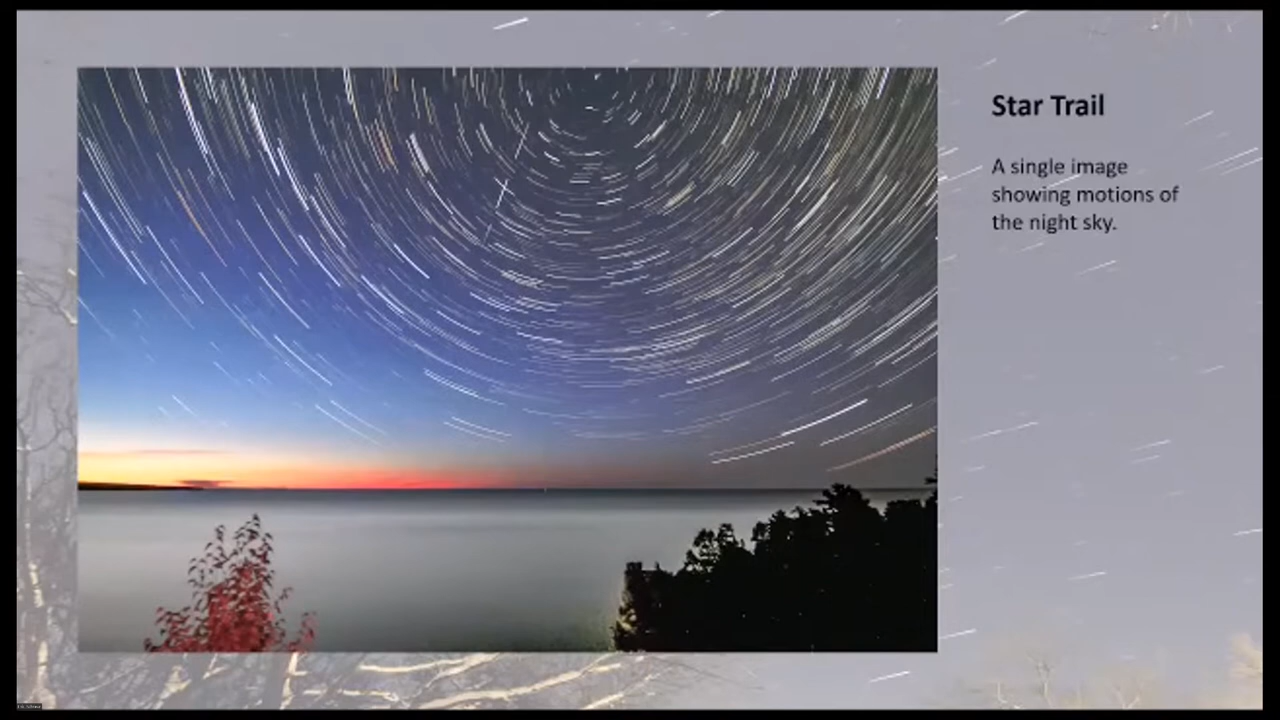 Star Trail
A single image
showing motions of
the night sky.